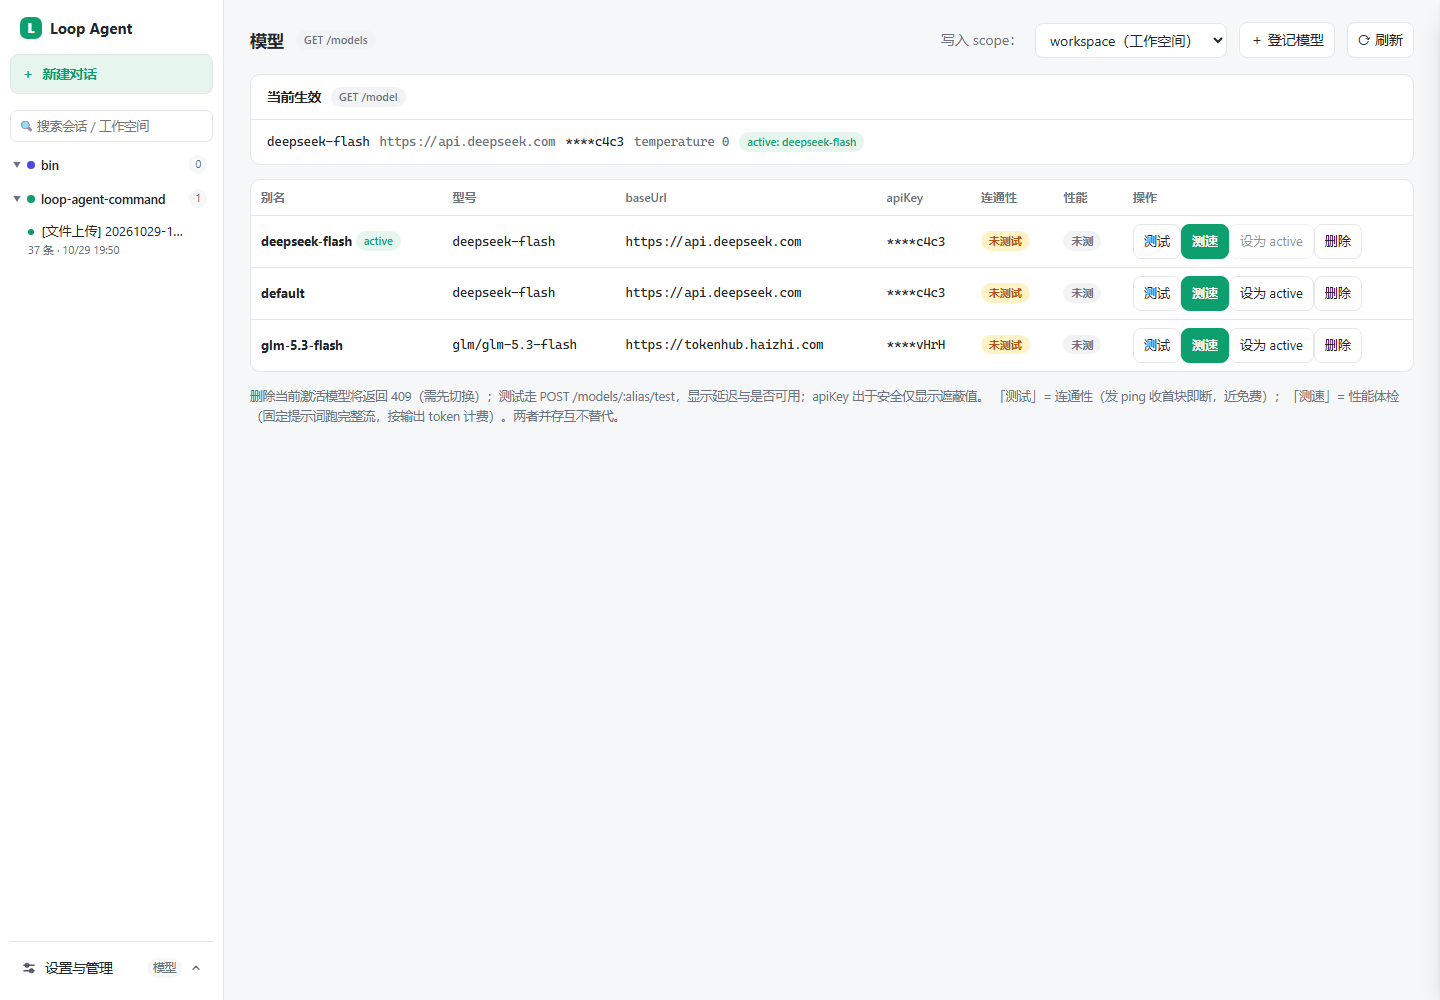 L Loop Agent
+ 新建对话
搜索会话 / 工作空间
bin 0
loop-agent-command 1
[文件上传] 20261029-1...
37 条 · 10/29 19:50
设置与管理 模型
模型 GET /models 写入 scope： workspace（工作空间） + 登记模型 刷新
当前生效 GET /model
deepseek-flash https://api.deepseek.com ****c4c3 temperature 0 active: deepseek-flash
别名 型号 baseUrl apiKey 连通性 性能 操作
deepseek-flash active deepseek-flash https://api.deepseek.com ****c4c3 未测试 未测 测试 测速 设为 active 删除
default deepseek-flash https://api.deepseek.com ****c4c3 未测试 未测 测试 测速 设为 active 删除
glm-5.3-flash glm/glm-5.3-flash https://tokenhub.haizhi.com ****vHrH 未测试 未测 测试 测速 设为 active 删除
删除当前激活模型将返回 409（需先切换）；测试走 POST /models/:alias/test，显示延迟与是否可用；apiKey 出于安全仅显示遮蔽值。 「测试」= 连通性（发 ping 收首块即断，近免费）；「测速」= 性能体检
（固定提示词跑完整流，按输出 token 计费）。两者并存互不替代。